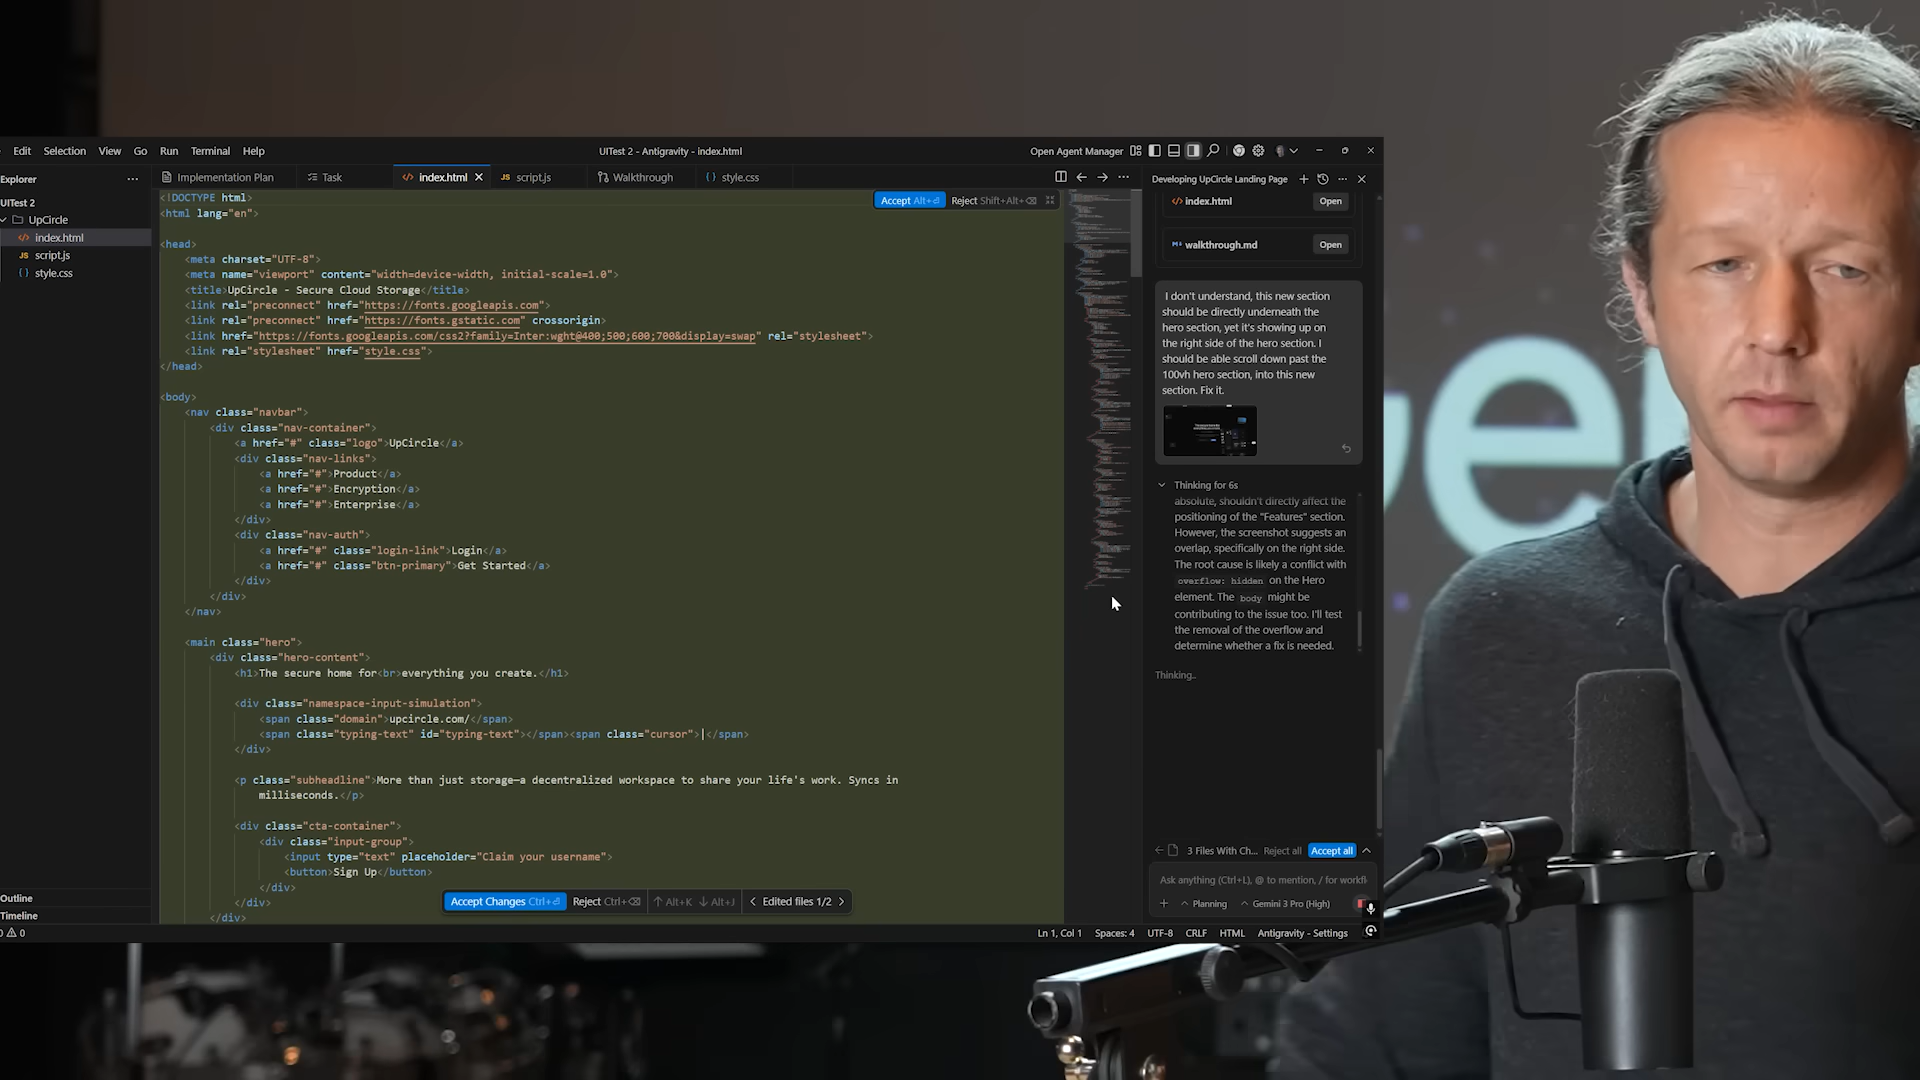 Edit Selection View Go Run Terminal Help
UITest 2 - Antigravity - index.html
Open Agent Manager
Explorer
UITest 2
UpCircle
index.html
script.js
style.css
Outline
Timeline
Implementation Plan Task index.html script.js Walkthrough style.css
Accept Alt+⏎ Reject Shift+Alt+⌫
<!DOCTYPE html>
<html lang="en">
<head>
<meta charset="UTF-8">
<meta name="viewport" content="width=device-width, initial-scale=1.0">
<title>UpCircle - Secure Cloud Storage</title>
<link rel="preconnect" href="https://fonts.googleapis.com">
<link rel="preconnect" href="https://fonts.gstatic.com" crossorigin>
<link href="https://fonts.googleapis.com/css2?family=Inter:wght@400;500;600;700&display=swap" rel="stylesheet">
<link rel="stylesheet" href="style.css">
</head>
<body>
<nav class="navbar">
<div class="nav-container">
<a href="#" class="logo">UpCircle</a>
<div class="nav-links">
<a href="#">Product</a>
<a href="#">Encryption</a>
<a href="#">Enterprise</a>
</div>
<div class="nav-auth">
<a href="#" class="login-link">Login</a>
<a href="#" class="btn-primary">Get Started</a>
</div>
</div>
</nav>
<main class="hero">
<div class="hero-content">
<h1>The secure home for<br>everything you create.</h1>
<div class="namespace-input-simulation">
<span class="domain">upcircle.com/</span>
<span class="typing-text" id="typing-text"></span><span class="cursor">|</span>
</div>
<p class="subheadline">More than just storage—a decentralized workspace to share your life's work. Syncs in
milliseconds.</p>
<div class="cta-container">
<div class="input-group">
<input type="text" placeholder="Claim your username">
<button>Sign Up</button>
</div>
</div>
</div>
Accept Changes Ctrl+⏎ Reject Ctrl+⌫ ↑ Alt+K ↓ Alt+J < Edited files 1/2 >
Developing UpCircle Landing Page
index.html Open
walkthrough.md Open
I don't understand, this new section
should be directly underneath the
hero section, yet it's showing up on
the right side of the hero section. I
should be able scroll down past the
100vh hero section, into this new
section. Fix it.
Thinking for 6s
absolute, shouldn't directly affect the
positioning of the "Features" section.
However, the screenshot suggests an
overlap, specifically on the right side.
The root cause is likely a conflict with
overflow: hidden on the Hero
element. The body might be
contributing to the issue too. I'll test
the removal of the overflow and
determine whether a fix is needed.
Thinking..
3 Files With Ch... Reject all Accept all
Ask anything (Ctrl+L), @ to mention, / for workfl
Planning Gemini 3 Pro (High)
0 Ln 1, Col 1 Spaces: 4 UTF-8 CRLF HTML Antigravity - Settings